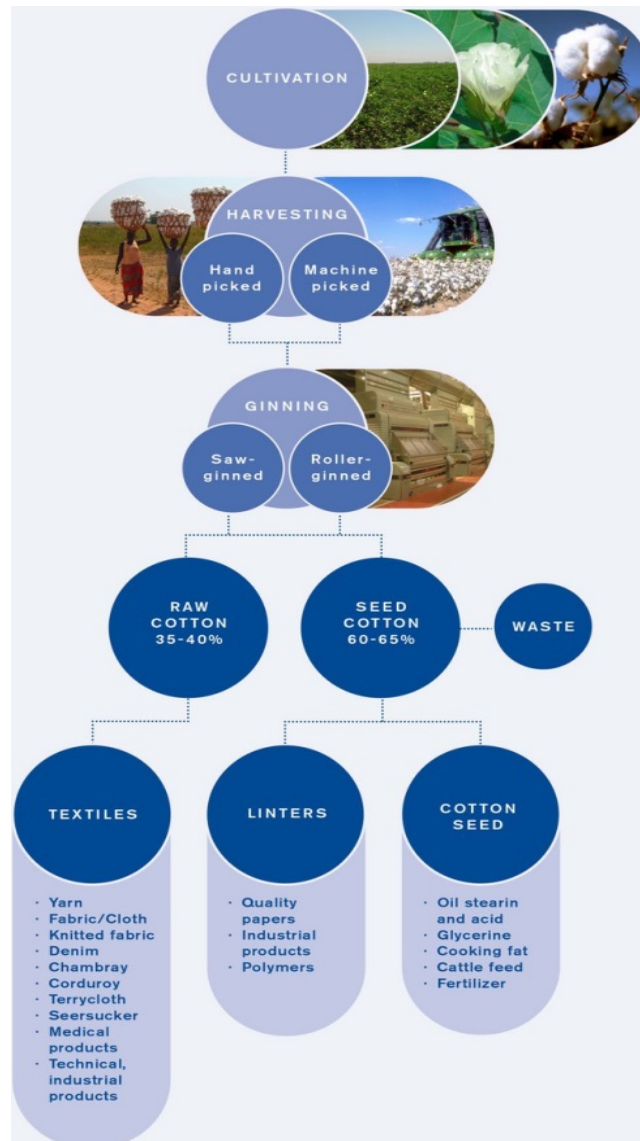 CULTIVATION
HARVESTING
Hand
picked
Machine
picked
GINNING
Saw-
ginned
Roller-
ginned
RAW
COTTON
35-40%
SEED
COTTON
60-65%
WASTE
TEXTILES
· Yarn
· Fabric/Cloth
· Knitted fabric
· Denim
· Chambray
· Corduroy
· Terrycloth
· Seersucker
· Medical
products
· Technical,
industrial
products
LINTERS
· Quality
papers
· Industrial
products
· Polymers
COTTON
SEED
· Oil stearin
and acid
· Glycerine
· Cooking fat
· Cattle feed
· Fertilizer